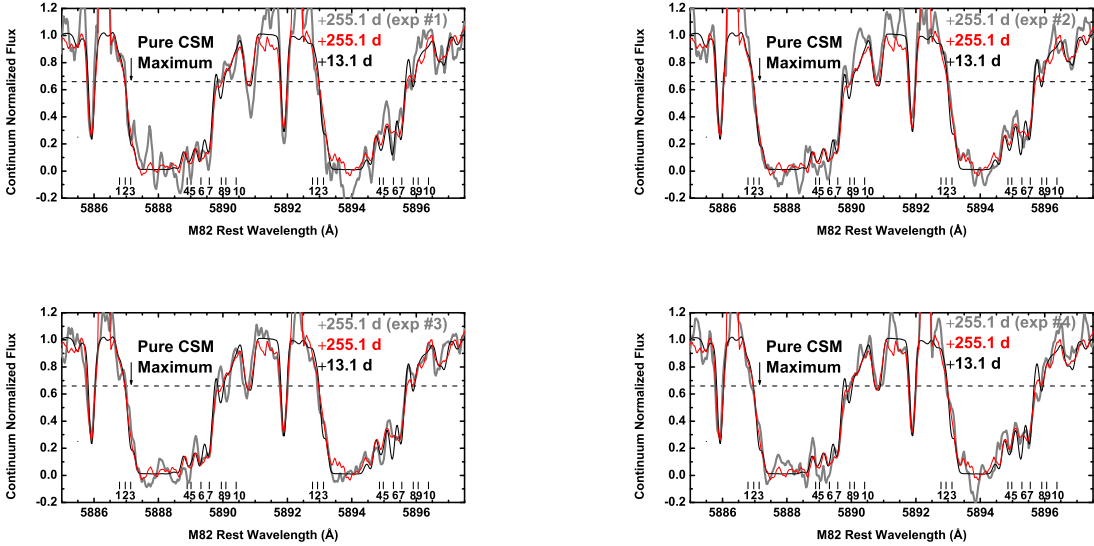 1.2
1.0
0.8
0.6
0.4
0.2
0.0
-0.2
Continuum Normalized Flux
Pure CSM
Maximum
+255.1 d (exp #1)
+255.1 d
+13.1 d
123 45 6 7 8 9 10 123 45 67 8910
5886 5888 5890 5892 5894 5896
M82 Rest Wavelength (Å)
1.2
1.0
0.8
0.6
0.4
0.2
0.0
-0.2
Continuum Normalized Flux
Pure CSM
Maximum
+255.1 d (exp #2)
+255.1 d
+13.1 d
123 45 6 7 8 9 10 123 45 67 8910
5886 5888 5890 5892 5894 5896
M82 Rest Wavelength (Å)
1.2
1.0
0.8
0.6
0.4
0.2
0.0
-0.2
Continuum Normalized Flux
Pure CSM
Maximum
+255.1 d (exp #3)
+255.1 d
+13.1 d
123 45 6 7 8 9 10 123 45 67 8910
5886 5888 5890 5892 5894 5896
M82 Rest Wavelength (Å)
1.2
1.0
0.8
0.6
0.4
0.2
0.0
-0.2
Continuum Normalized Flux
Pure CSM
Maximum
+255.1 d (exp #4)
+255.1 d
+13.1 d
123 45 6 7 8 9 10 123 45 67 8910
5886 5888 5890 5892 5894 5896
M82 Rest Wavelength (Å)